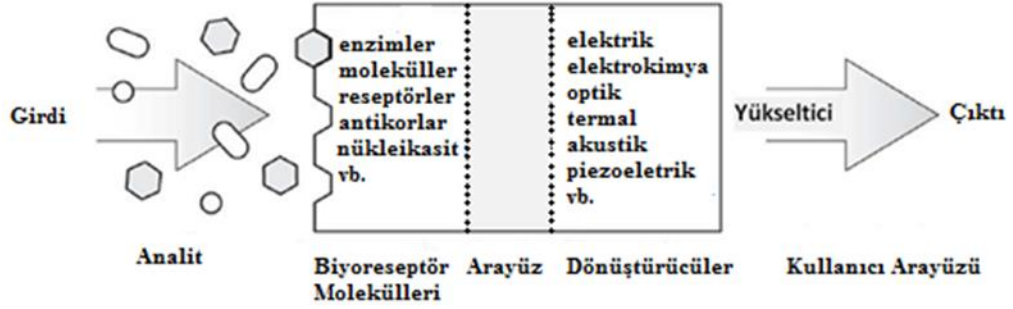 Girdi
enzimler
moleküller
reseptörler
antikorlar
nükleikasit
vb.
elektrik
elektrokimya
optik
termal
akustik
piezoeletrik
vb.
Yükseltici
Çıktı
Analit
Biyoreseptör
Molekülleri
Arayüz
Dönüştürücüler
Kullanıcı Arayüzü